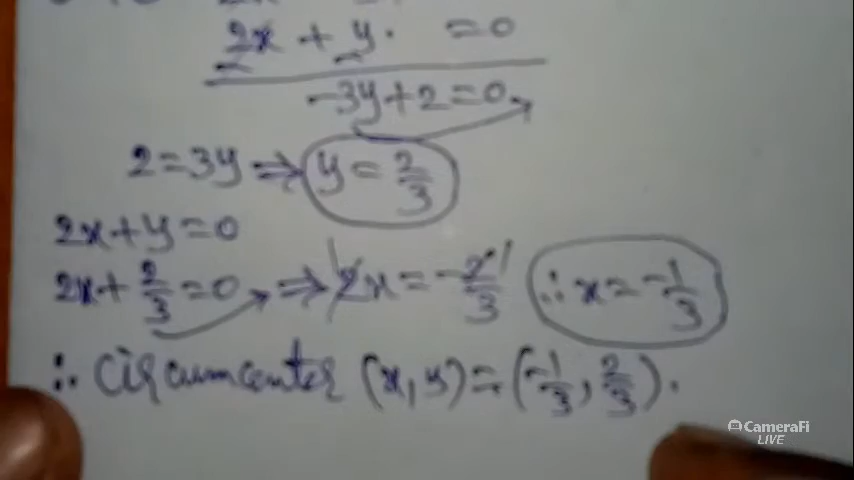 2x + y. =0
-3y+2=0
2=3y ⇒ y = 2/3
2x+y=0
2x+2/3=0 ⇒ 2x=-2/3 ∴ x=-1/3
∴ Circumcenter (x, y) = (-1/3, 2/3).
CameraFi
LIVE